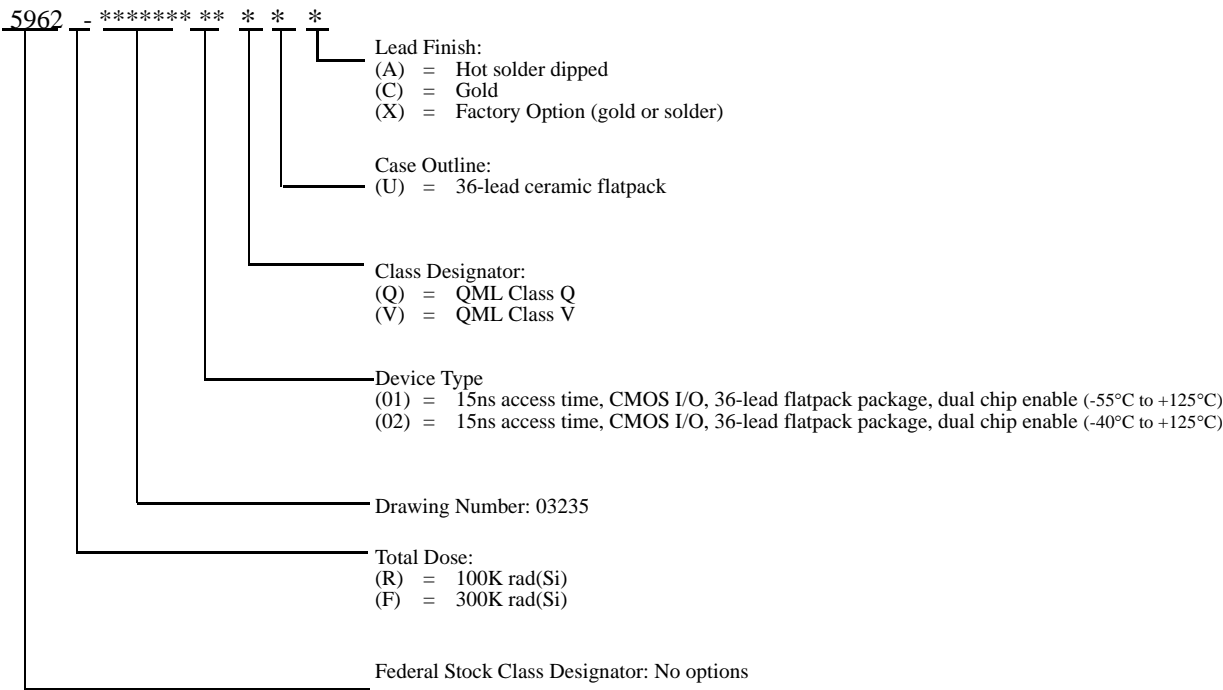 5962 - ******* ** * * *
Lead Finish:
(A) = Hot solder dipped
(C) = Gold
(X) = Factory Option (gold or solder)
Case Outline:
(U) = 36-lead ceramic flatpack
Class Designator:
(Q) = QML Class Q
(V) = QML Class V
Device Type
(01) = 15ns access time, CMOS I/O, 36-lead flatpack package, dual chip enable (-55°C to +125°C)
(02) = 15ns access time, CMOS I/O, 36-lead flatpack package, dual chip enable (-40°C to +125°C)
Drawing Number: 03235
Total Dose:
(R) = 100K rad(Si)
(F) = 300K rad(Si)
Federal Stock Class Designator: No options